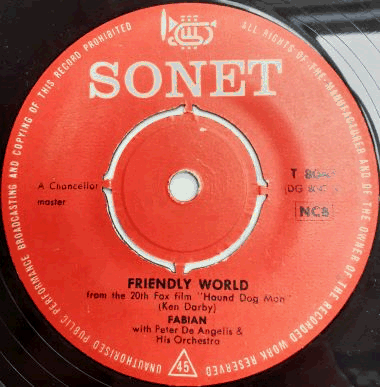 ALL RIGHTS OF THE MANUFACTURER AND OF THE OWNER OF THE RECORDED WORK RESERVED
UNAUTHORISED PUBLIC PERFORMANCE BROADCASTING AND COPYING OF THIS RECORD PROHIBITED
SONET
A Chancellor
master
T
NCB
FRIENDLY WORLD
from the 20th Fox film "Hound Dog Man"
(Ken Darby)
FABIAN
with Peter De Angelis &
His Orchestra
45